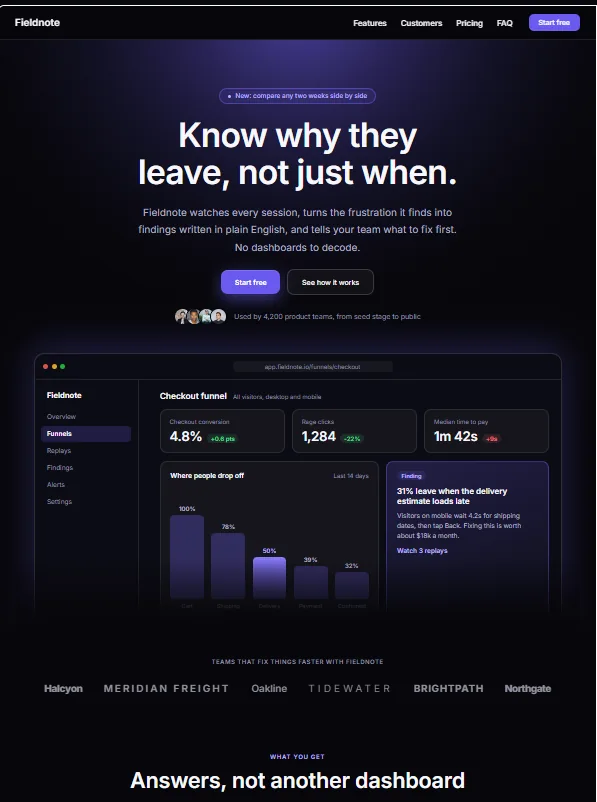 Fieldnote
Features Customers Pricing FAQ Start free
New: compare any two weeks side by side
Know why they
leave, not just when.
Fieldnote watches every session, turns the frustration it finds into
findings written in plain English, and tells your team what to fix first.
No dashboards to decode.
Start free See how it works
Used by 4,200 product teams, from seed stage to public
app.fieldnote.io/funnels/checkout
Fieldnote
Overview
Funnels
Replays
Findings
Alerts
Settings
Checkout funnel All visitors, desktop and mobile
Checkout conversion
4.8% +0.6 pts
Rage clicks
1,284 -22%
Median time to pay
1m 42s +9s
Where people drop off Last 14 days
100%
78%
50%
39%
32%
Cart Shipping Delivery Payment Confirmed
Finding
31% leave when the delivery
estimate loads late
Visitors on mobile wait 4.2s for shipping
dates, then tap Back. Fixing this is worth
about $18k a month.
Watch 3 replays
TEAMS THAT FIX THINGS FASTER WITH FIELDNOTE
Halcyon MERIDIAN FREIGHT Oakline TIDEWATER BRIGHTPATH Northgate
WHAT YOU GET
Answers, not another dashboard